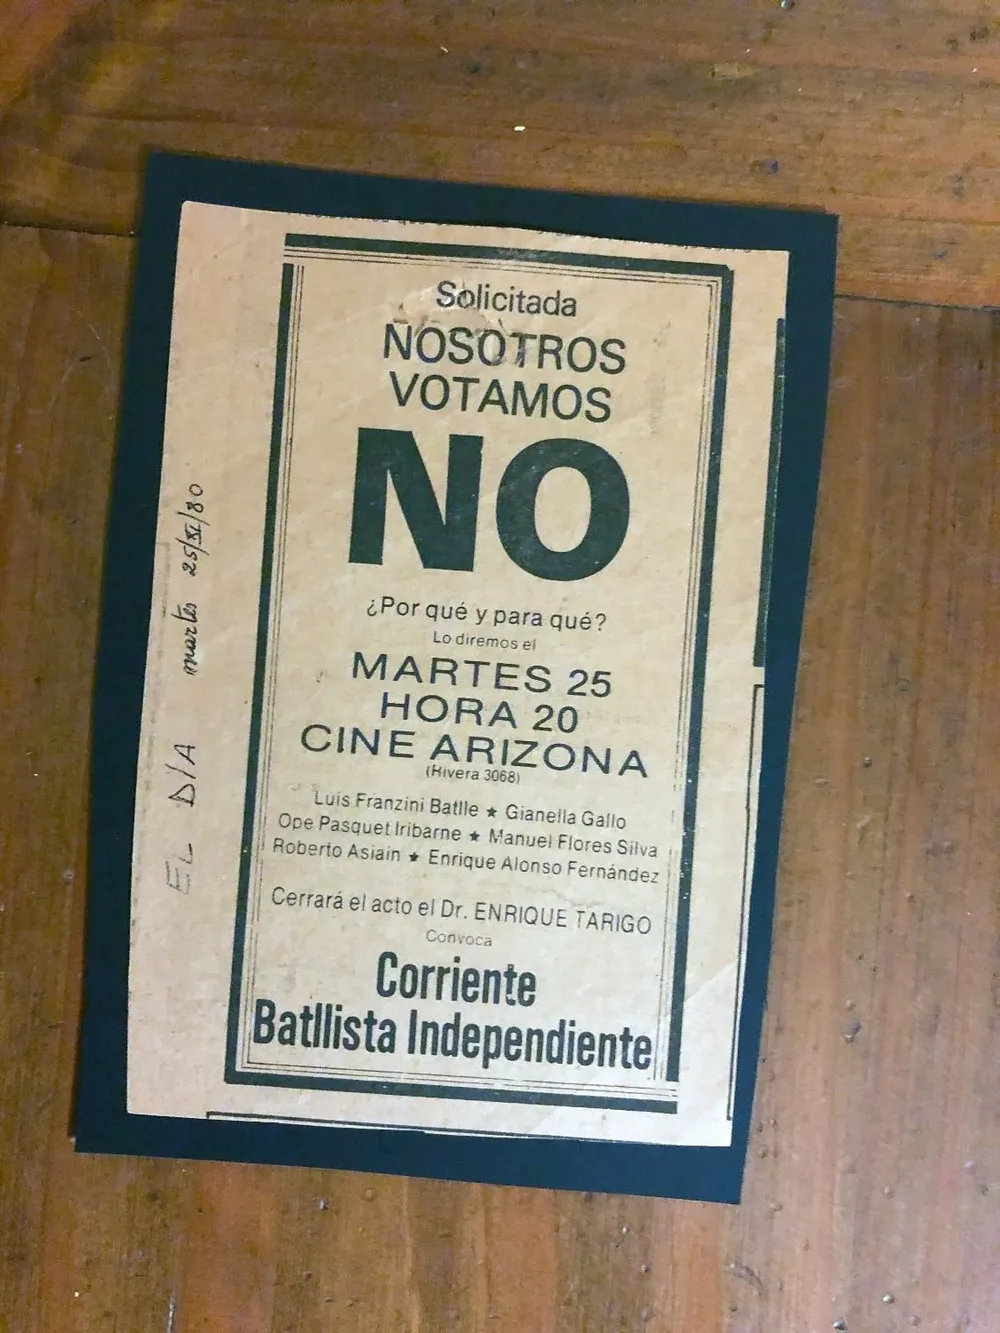 Solicitada
NOSOTROS
VOTAMOS
NO
¿Por qué y para qué?
Lo diremos el
MARTES 25
HORA 20
CINE ARIZONA
(Rivera 3068)
Luis Franzini Batlle ★ Gianella Gallo
Ope Pasquet Iribarne ★ Manuel Flores Silva
Roberto Asiain ★ Enrique Alonso Fernández
Cerrará el acto el Dr. ENRIQUE TARIGO
Convoca
Corriente
Batllista Independiente
EL DIA martes 25/XI/80